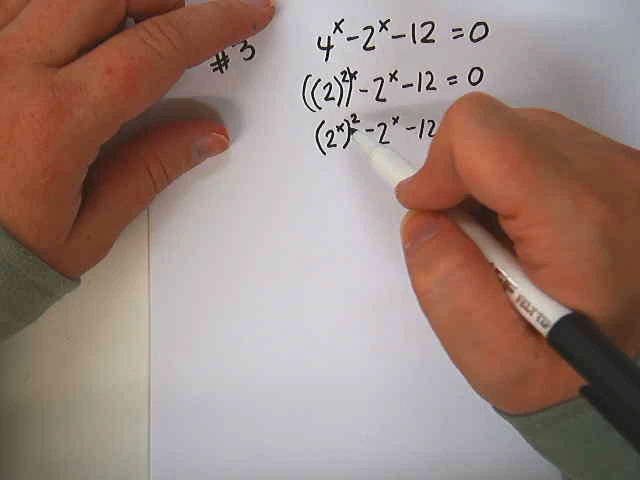 #3
4^x - 2^x - 12 = 0
((2)^2)^x - 2^x - 12 = 0
(2^x)^2 - 2^x - 12